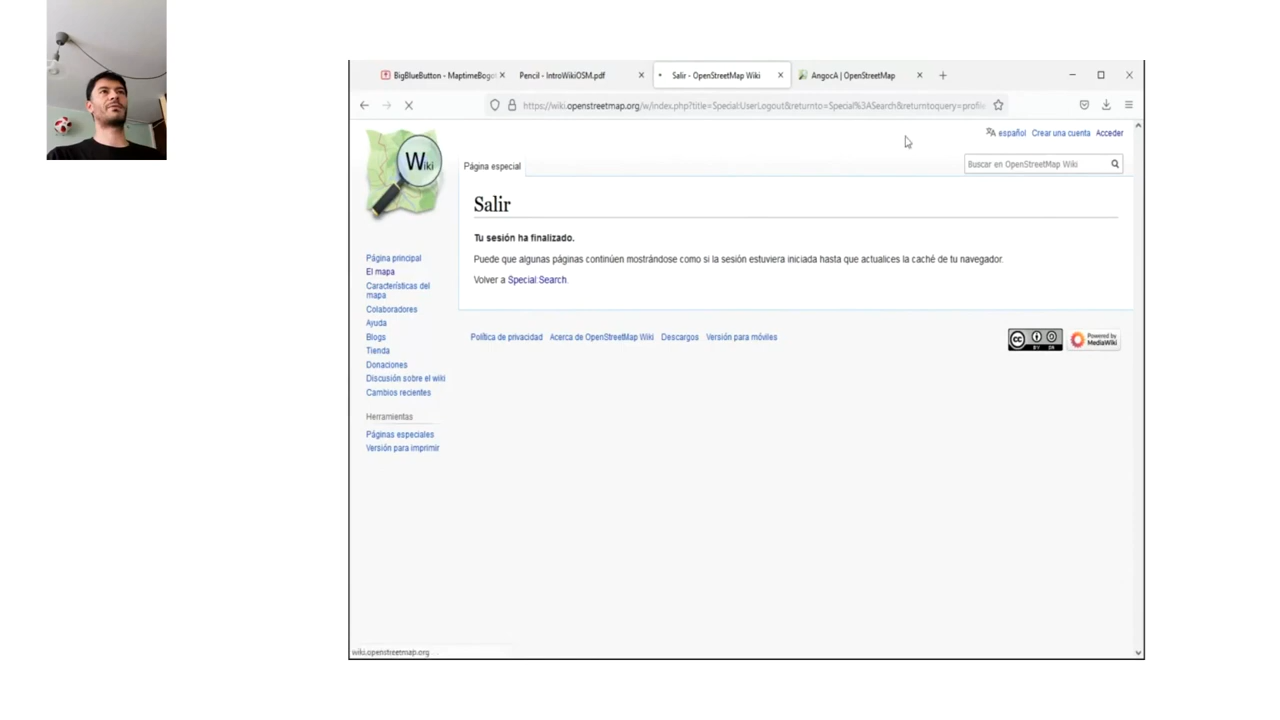 BigBlueButton - MaptimeBogo
Pencil - IntroWikiOSM.pdf
Salir - OpenStreetMap Wiki
AngocA | OpenStreetMap
https://wiki.openstreetmap.org/w/index.php?title=Special:UserLogout&returnto=Special%3ASearch&returntoquery=profile
español Crear una cuenta Acceder
Wiki
Página especial
Buscar en OpenStreetMap Wiki
Salir
Tu sesión ha finalizado.
Puede que algunas páginas continúen mostrándose como si la sesión estuviera iniciada hasta que actualices la caché de tu navegador.
Volver a Special Search.
Página principal
El mapa
Características del
mapa
Colaboradores
Ayuda
Blogs
Tienda
Donaciones
Discusión sobre el wiki
Cambios recientes
Herramientas
Páginas especiales
Versión para imprimir
Política de privacidad Acerca de OpenStreetMap Wiki Descargos Versión para móviles
cc BY SA
Powered by
MediaWiki
wiki.openstreetmap.org